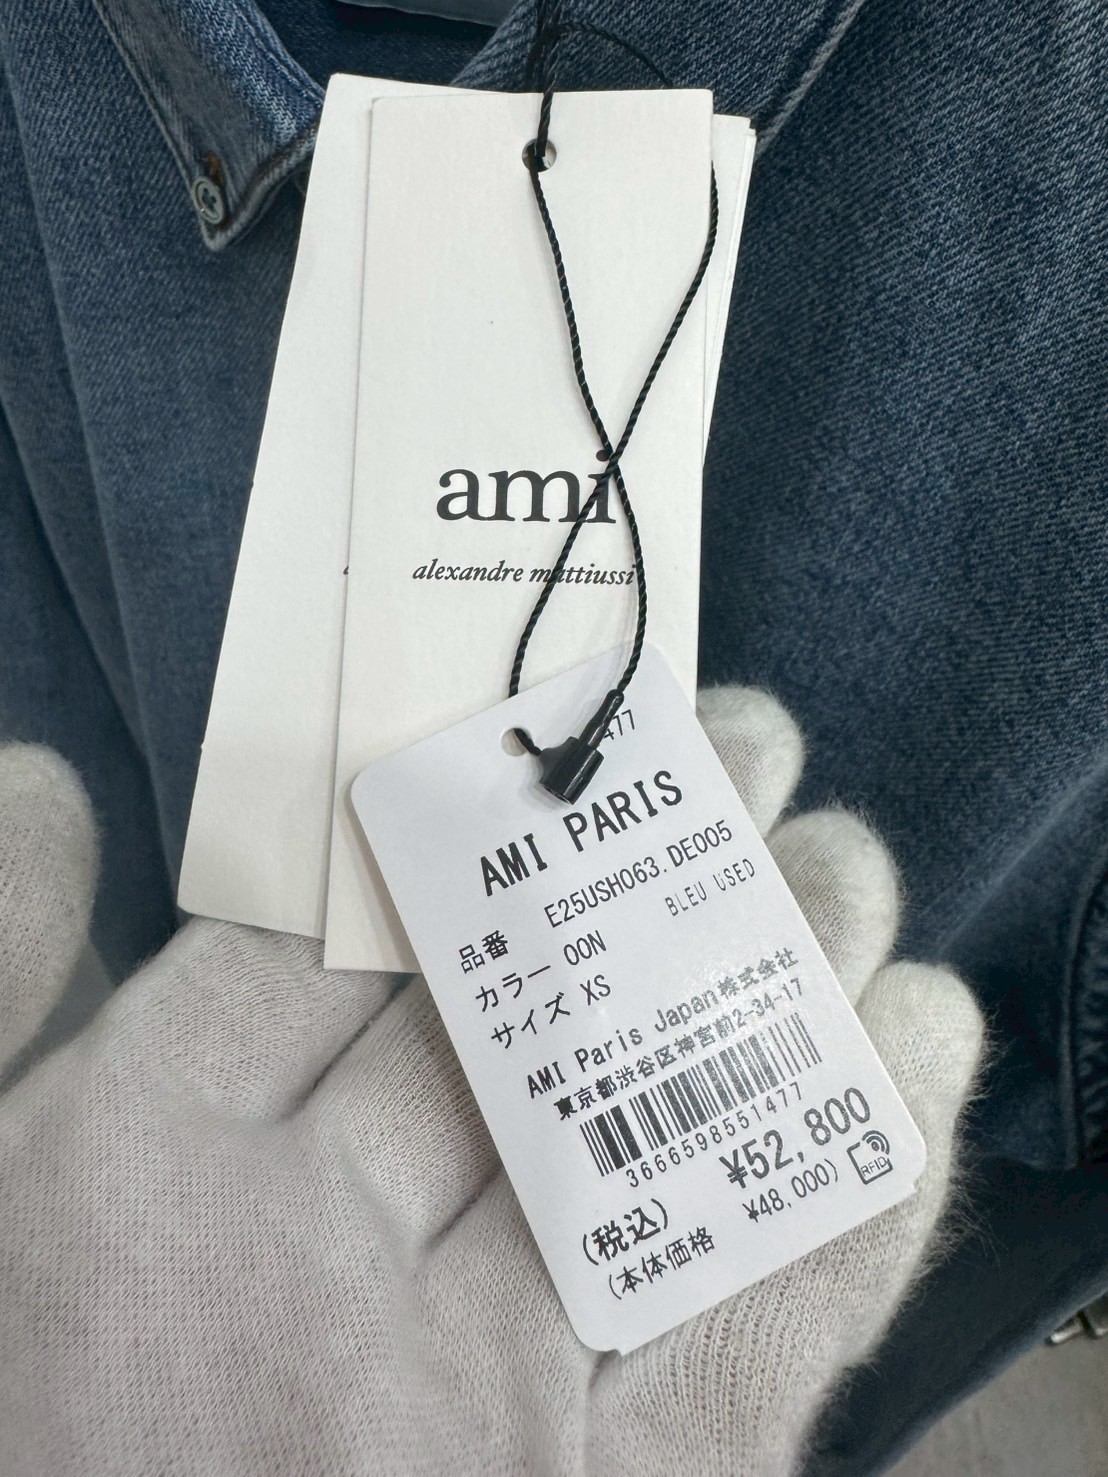 ami
alexandre mattiussi
477
AMI PARIS
品番 E25USH063.DE005
カラー 00N BLEU USED
サイズ XS
AMI Paris Japan株式会社
東京都渋谷区神宮前2-34-17
3666598551477
(税込) ¥52,800
(本体価格 ¥48,000)
RFID